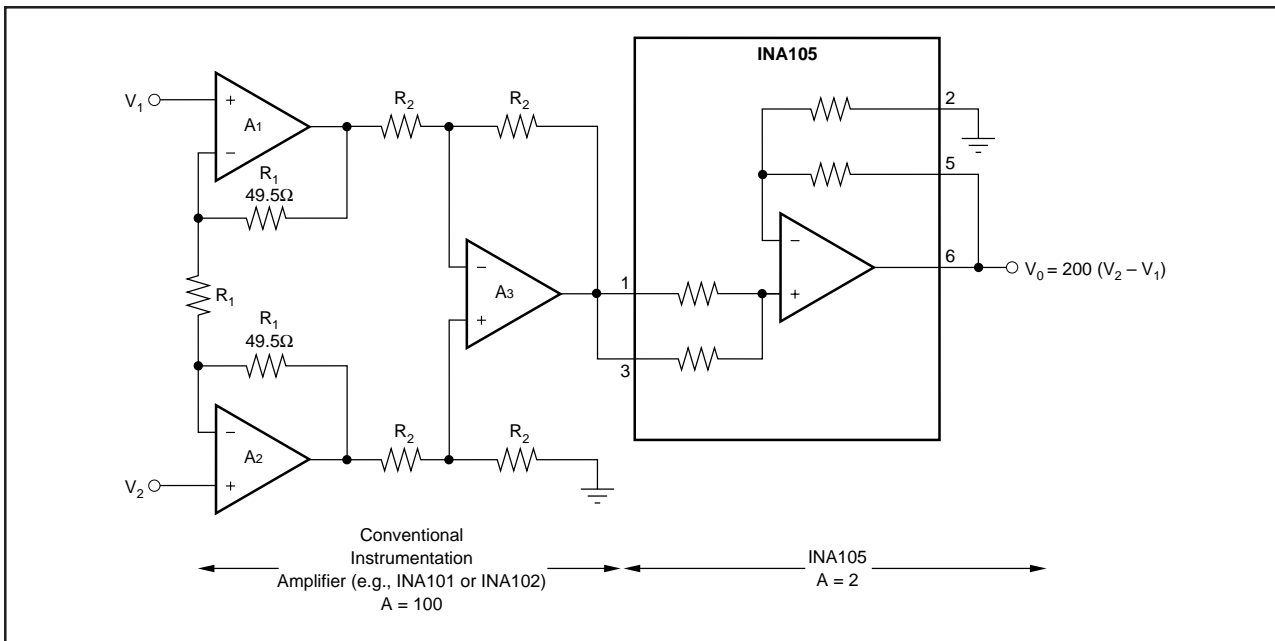 INA105
V1
A1
+
–
R2
R2
2
5
R1
49.5Ω
R1
R1
49.5Ω
A3
–
+
1
3
–
+
6
V0 = 200 (V2 – V1)
A2
–
+
V2
R2
R2
Conventional
Instrumentation
Amplifier (e.g., INA101 or INA102)
A = 100
INA105
A = 2